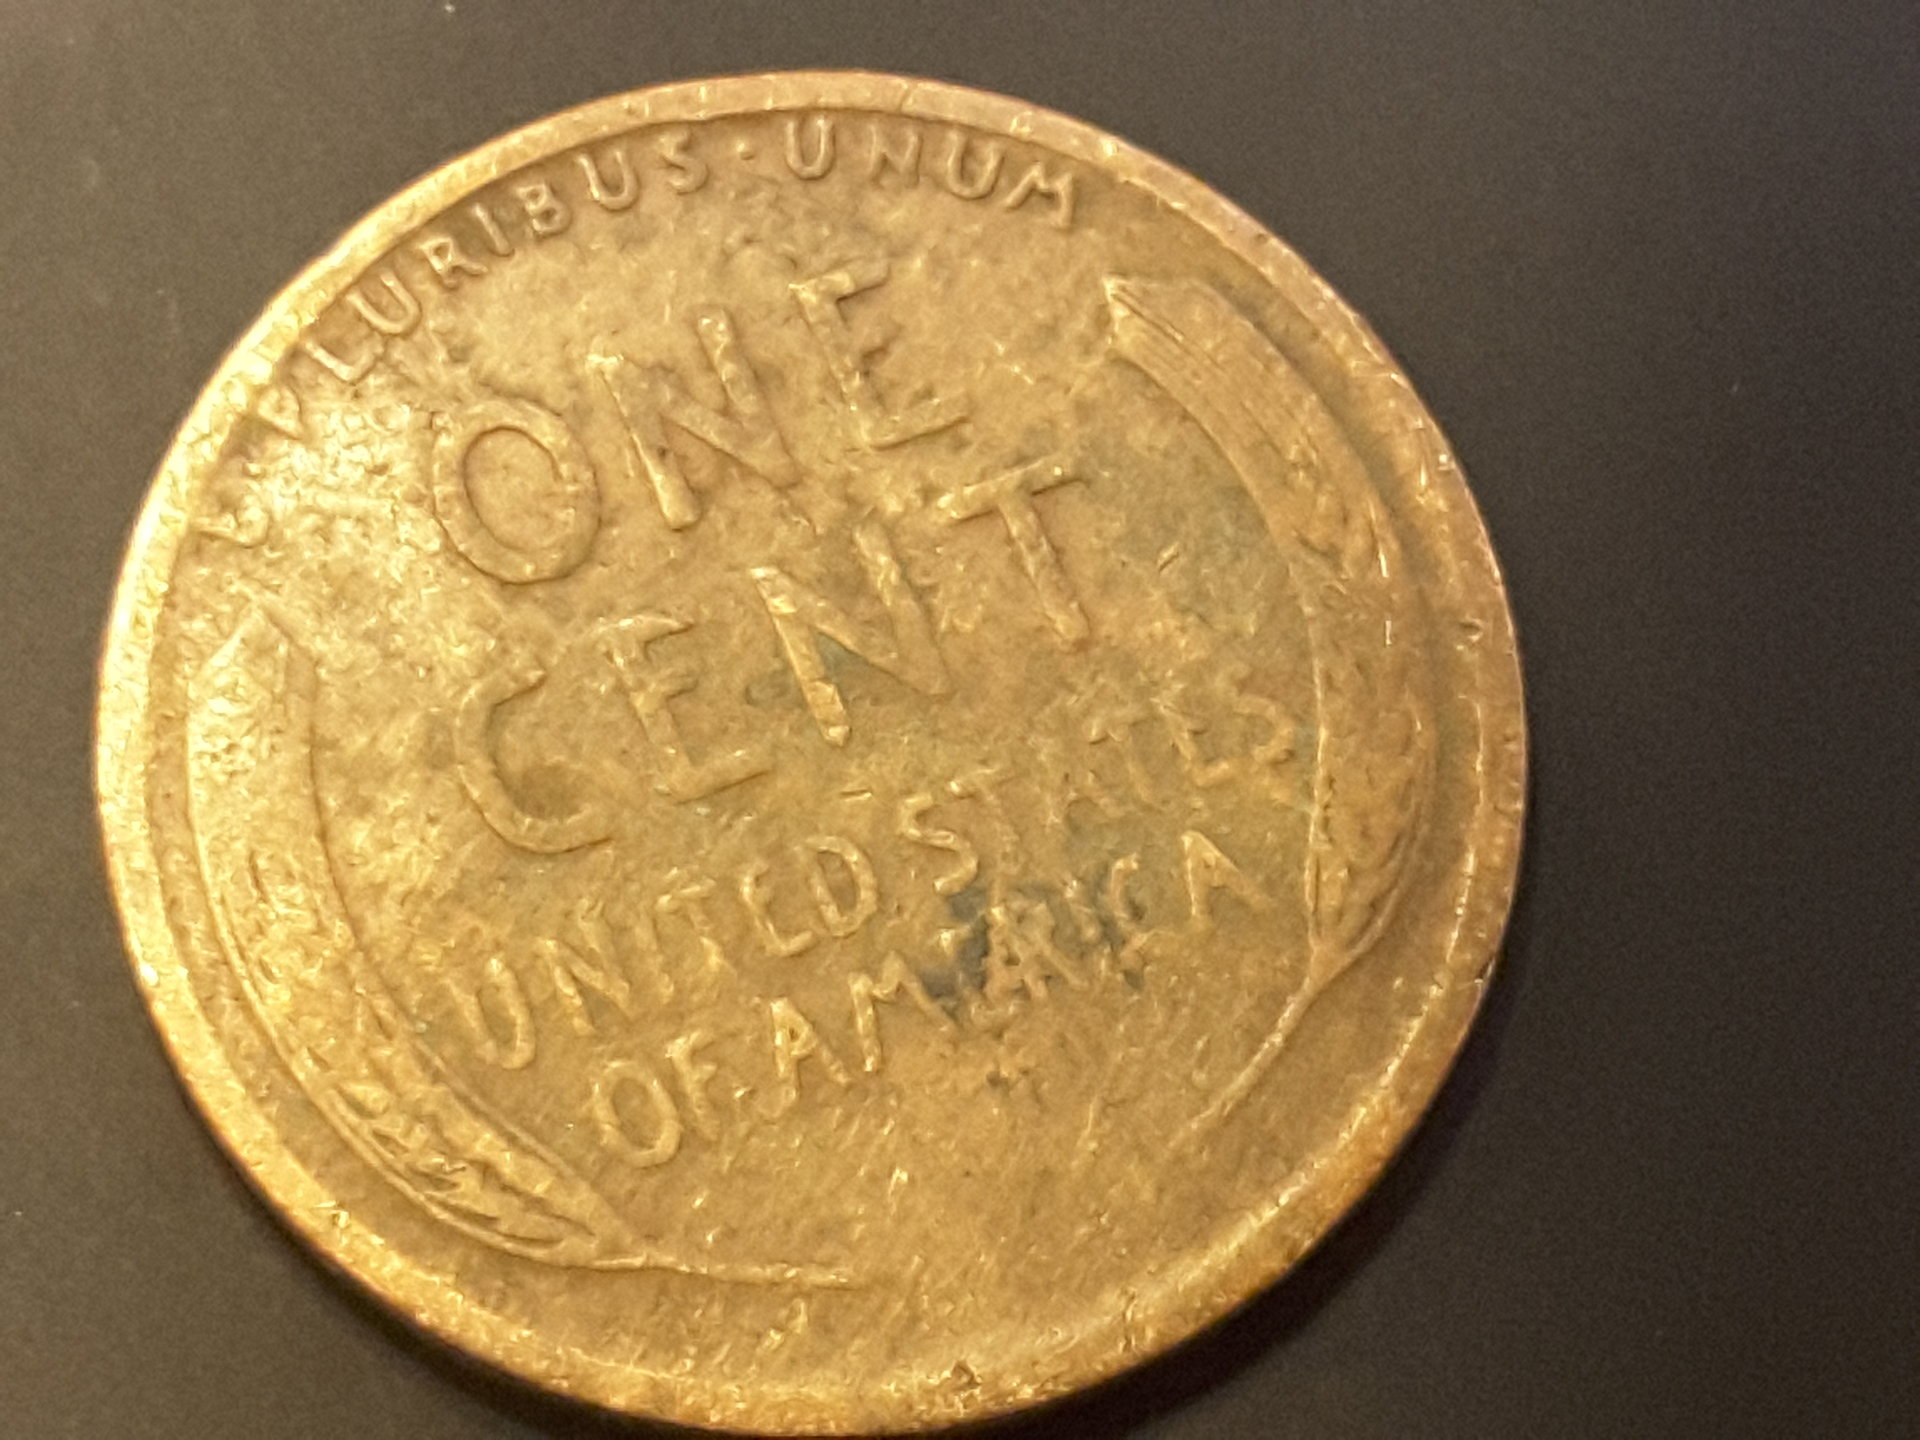 E · PLURIBUS · UNUM
ONE
CENT
UNITED STATES
OF AMERICA